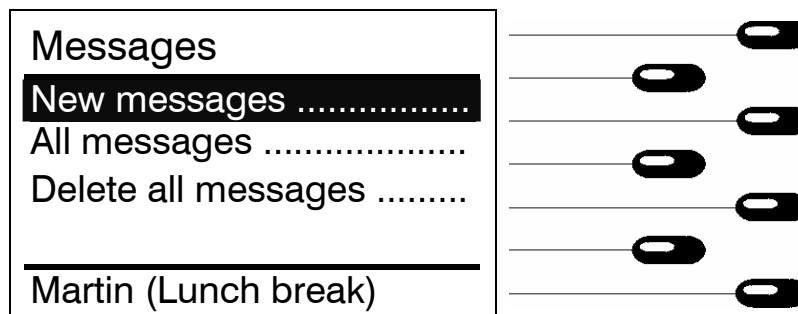 Messages
New messages .................
All messages ....................
Delete all messages .........
Martin (Lunch break)